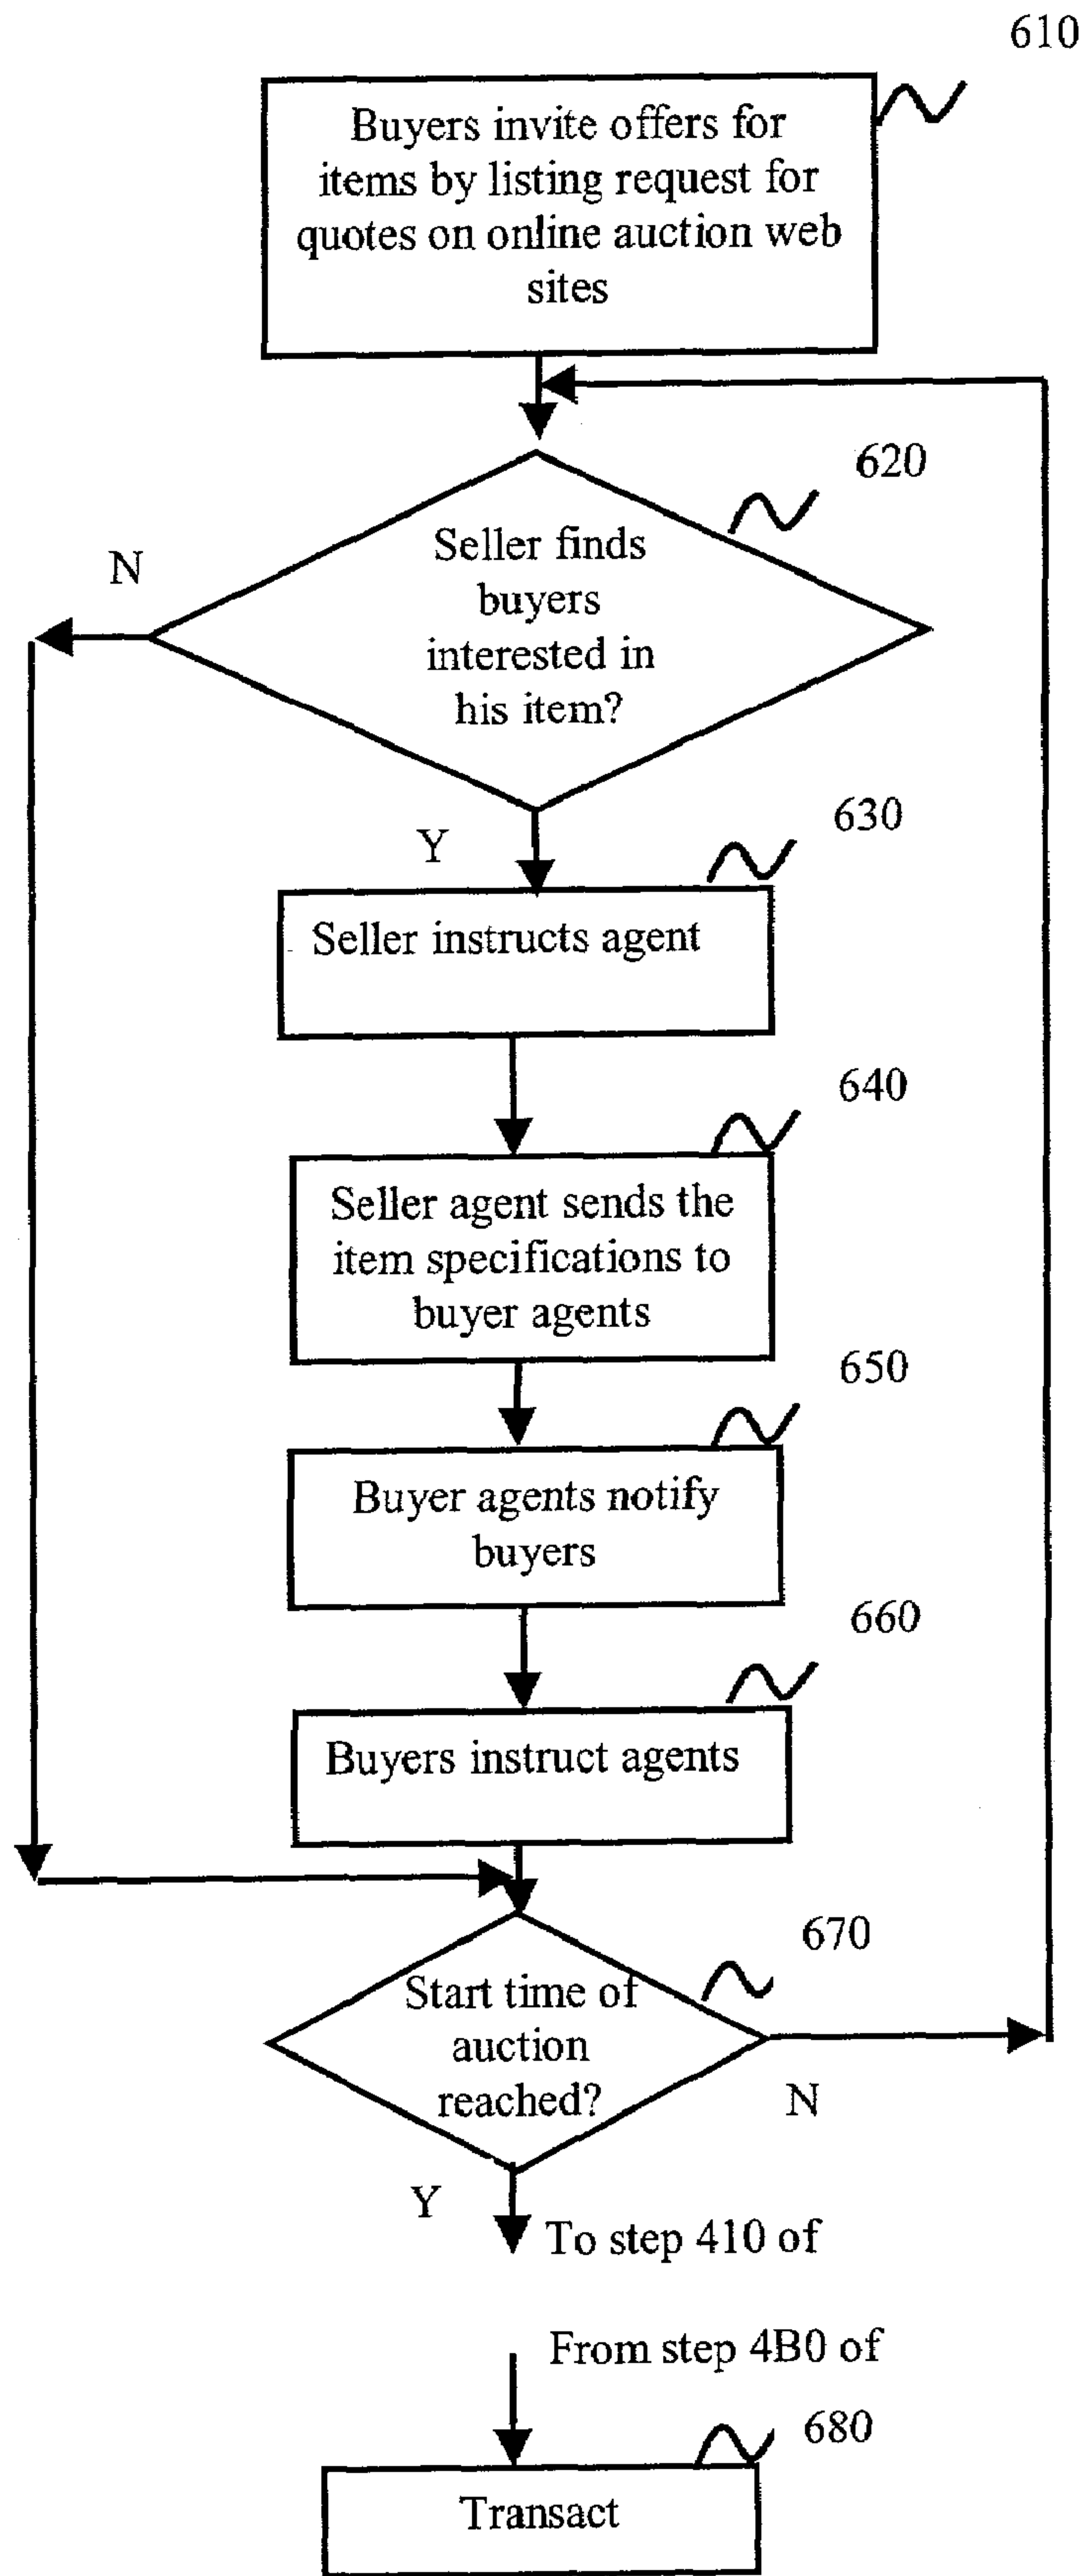 610
Buyers invite offers for
items by listing request for
quotes on online auction web
sites
620
N
Seller finds
buyers
interested in
his item?
630
Y
Seller instructs agent
640
Seller agent sends the
item specifications to
buyer agents
650
Buyer agents notify
buyers
660
Buyers instruct agents
670
Start time of
auction
reached?
N
Y
To step 410 of
From step 4B0 of
680
Transact